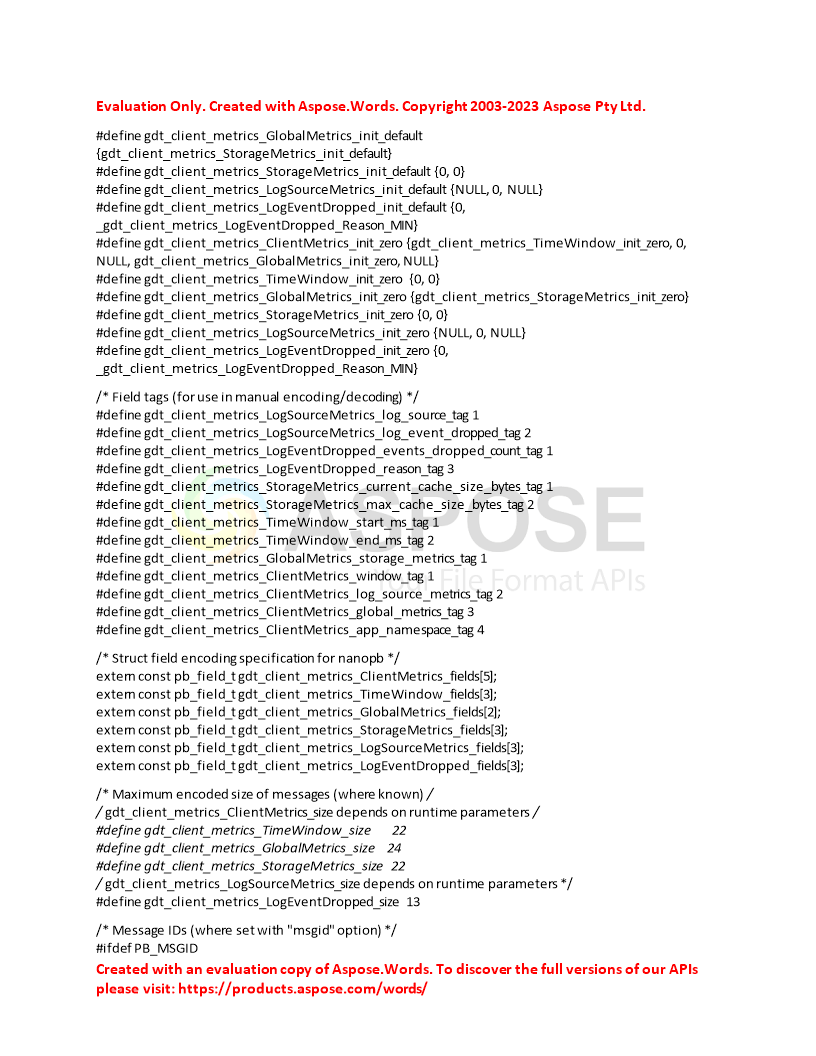 Evaluation Only. Created with Aspose.Words. Copyright 2003-2023 Aspose Pty Ltd.
#define gdt_client_metrics_GlobalMetrics_init_default
{gdt_client_metrics_StorageMetrics_init_default}
#define gdt_client_metrics_StorageMetrics_init_default {0, 0}
#define gdt_client_metrics_LogSourceMetrics_init_default {NULL, 0, NULL}
#define gdt_client_metrics_LogEventDropped_init_default {0,
_gdt_client_metrics_LogEventDropped_Reason_MIN}
#define gdt_client_metrics_ClientMetrics_init_zero {gdt_client_metrics_TimeWindow_init_zero, 0,
NULL, gdt_client_metrics_GlobalMetrics_init_zero, NULL}
#define gdt_client_metrics_TimeWindow_init_zero  {0, 0}
#define gdt_client_metrics_GlobalMetrics_init_zero {gdt_client_metrics_StorageMetrics_init_zero}
#define gdt_client_metrics_StorageMetrics_init_zero {0, 0}
#define gdt_client_metrics_LogSourceMetrics_init_zero {NULL, 0, NULL}
#define gdt_client_metrics_LogEventDropped_init_zero {0,
_gdt_client_metrics_LogEventDropped_Reason_MIN}
/* Field tags (for use in manual encoding/decoding) */
#define gdt_client_metrics_LogSourceMetrics_log_source_tag 1
#define gdt_client_metrics_LogSourceMetrics_log_event_dropped_tag 2
#define gdt_client_metrics_LogEventDropped_events_dropped_count_tag 1
#define gdt_client_metrics_LogEventDropped_reason_tag 3
#define gdt_client_metrics_StorageMetrics_current_cache_size_bytes_tag 1
#define gdt_client_metrics_StorageMetrics_max_cache_size_bytes_tag 2
#define gdt_client_metrics_TimeWindow_start_ms_tag 1
#define gdt_client_metrics_TimeWindow_end_ms_tag 2
#define gdt_client_metrics_GlobalMetrics_storage_metrics_tag 1
#define gdt_client_metrics_ClientMetrics_window_tag 1
#define gdt_client_metrics_ClientMetrics_log_source_metrics_tag 2
#define gdt_client_metrics_ClientMetrics_global_metrics_tag 3
#define gdt_client_metrics_ClientMetrics_app_namespace_tag 4
ASPOSE
Your File Format APIs
/* Struct field encoding specification for nanopb */
extern const pb_field_t gdt_client_metrics_ClientMetrics_fields[5];
extern const pb_field_t gdt_client_metrics_TimeWindow_fields[3];
extern const pb_field_t gdt_client_metrics_GlobalMetrics_fields[2];
extern const pb_field_t gdt_client_metrics_StorageMetrics_fields[3];
extern const pb_field_t gdt_client_metrics_LogSourceMetrics_fields[3];
extern const pb_field_t gdt_client_metrics_LogEventDropped_fields[3];
/* Maximum encoded size of messages (where known) /
/ gdt_client_metrics_ClientMetrics_size depends on runtime parameters /
#define gdt_client_metrics_TimeWindow_size      22
#define gdt_client_metrics_GlobalMetrics_size   24
#define gdt_client_metrics_StorageMetrics_size  22
/ gdt_client_metrics_LogSourceMetrics_size depends on runtime parameters */
#define gdt_client_metrics_LogEventDropped_size  13
/* Message IDs (where set with "msgid" option) */
#ifdef PB_MSGID
Created with an evaluation copy of Aspose.Words. To discover the full versions of our APIs
please visit: https://products.aspose.com/words/